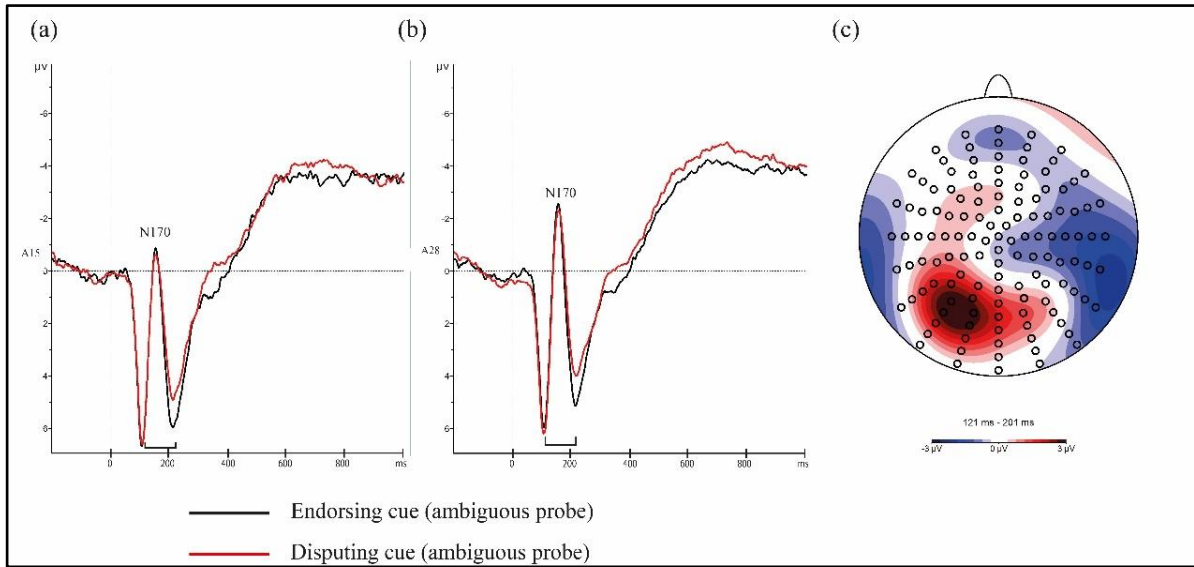 (a)
(b)
(c)
μV
-6
-4
-2
A15
0
2
4
6
N170
0
200
400
600
800
ms
μV
-6
-4
-2
A28
0
2
4
6
N170
0
200
400
600
800
ms
121 ms - 201 ms
-3 μV
0 μV
3 μV
Endorsing cue (ambiguous probe)
Disputing cue (ambiguous probe)